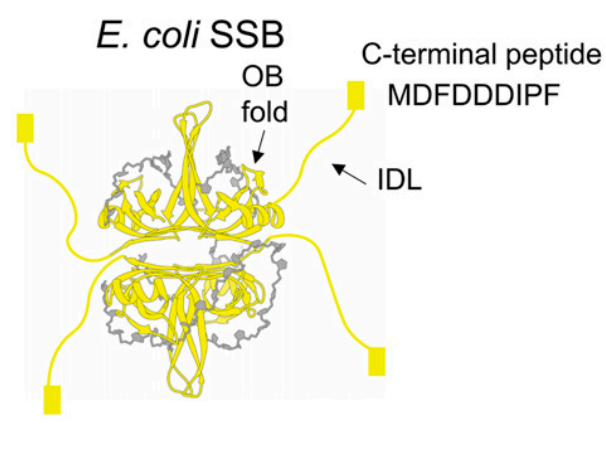 E. coli SSB
OB
fold
C-terminal peptide
MDFDDDIPF
IDL